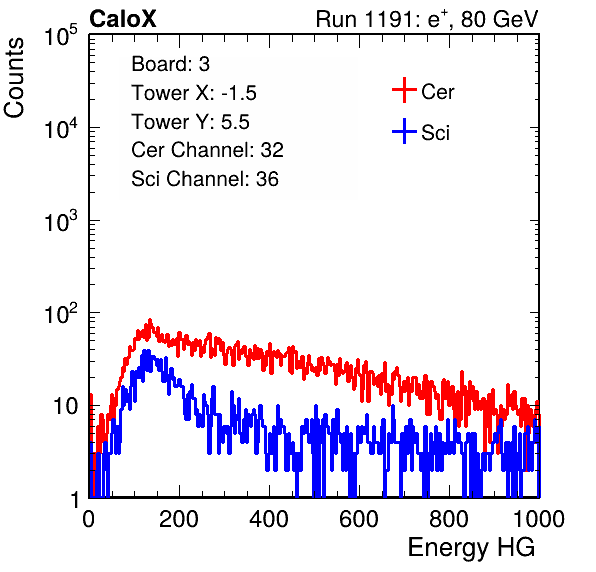 CaloX Run 1191: e⁺, 80 GeV
Counts
Board: 3
Tower X: -1.5
Tower Y: 5.5
Cer Channel: 32
Sci Channel: 36
Cer
Sci
10⁵
10⁴
10³
10²
10
1
0 200 400 600 800 1000
Energy HG